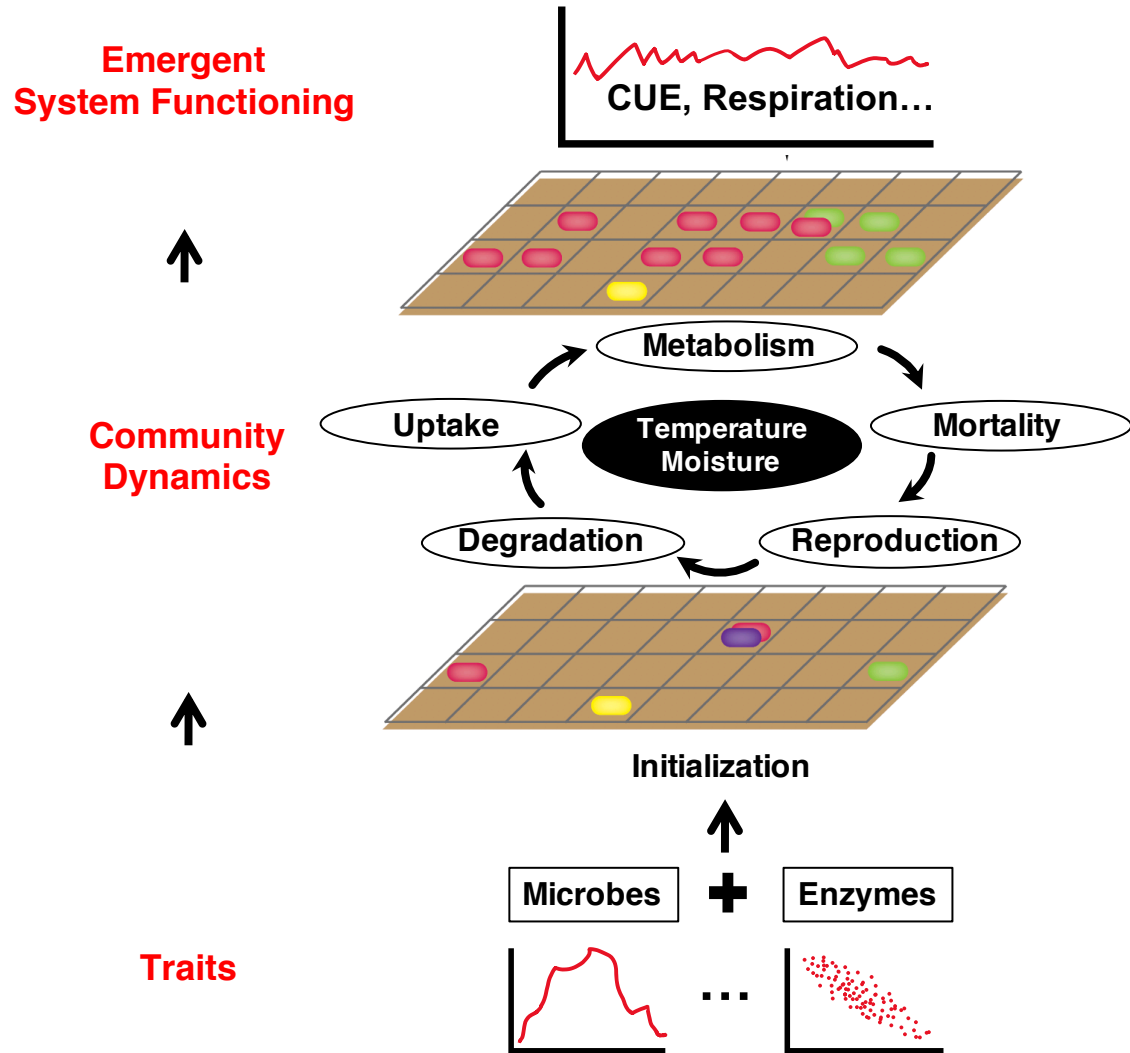 Emergent
System Functioning
CUE, Respiration...
Metabolism
Uptake
Temperature
Moisture
Mortality
Community
Dynamics
Degradation
Reproduction
Initialization
Microbes
+
Enzymes
Traits
...